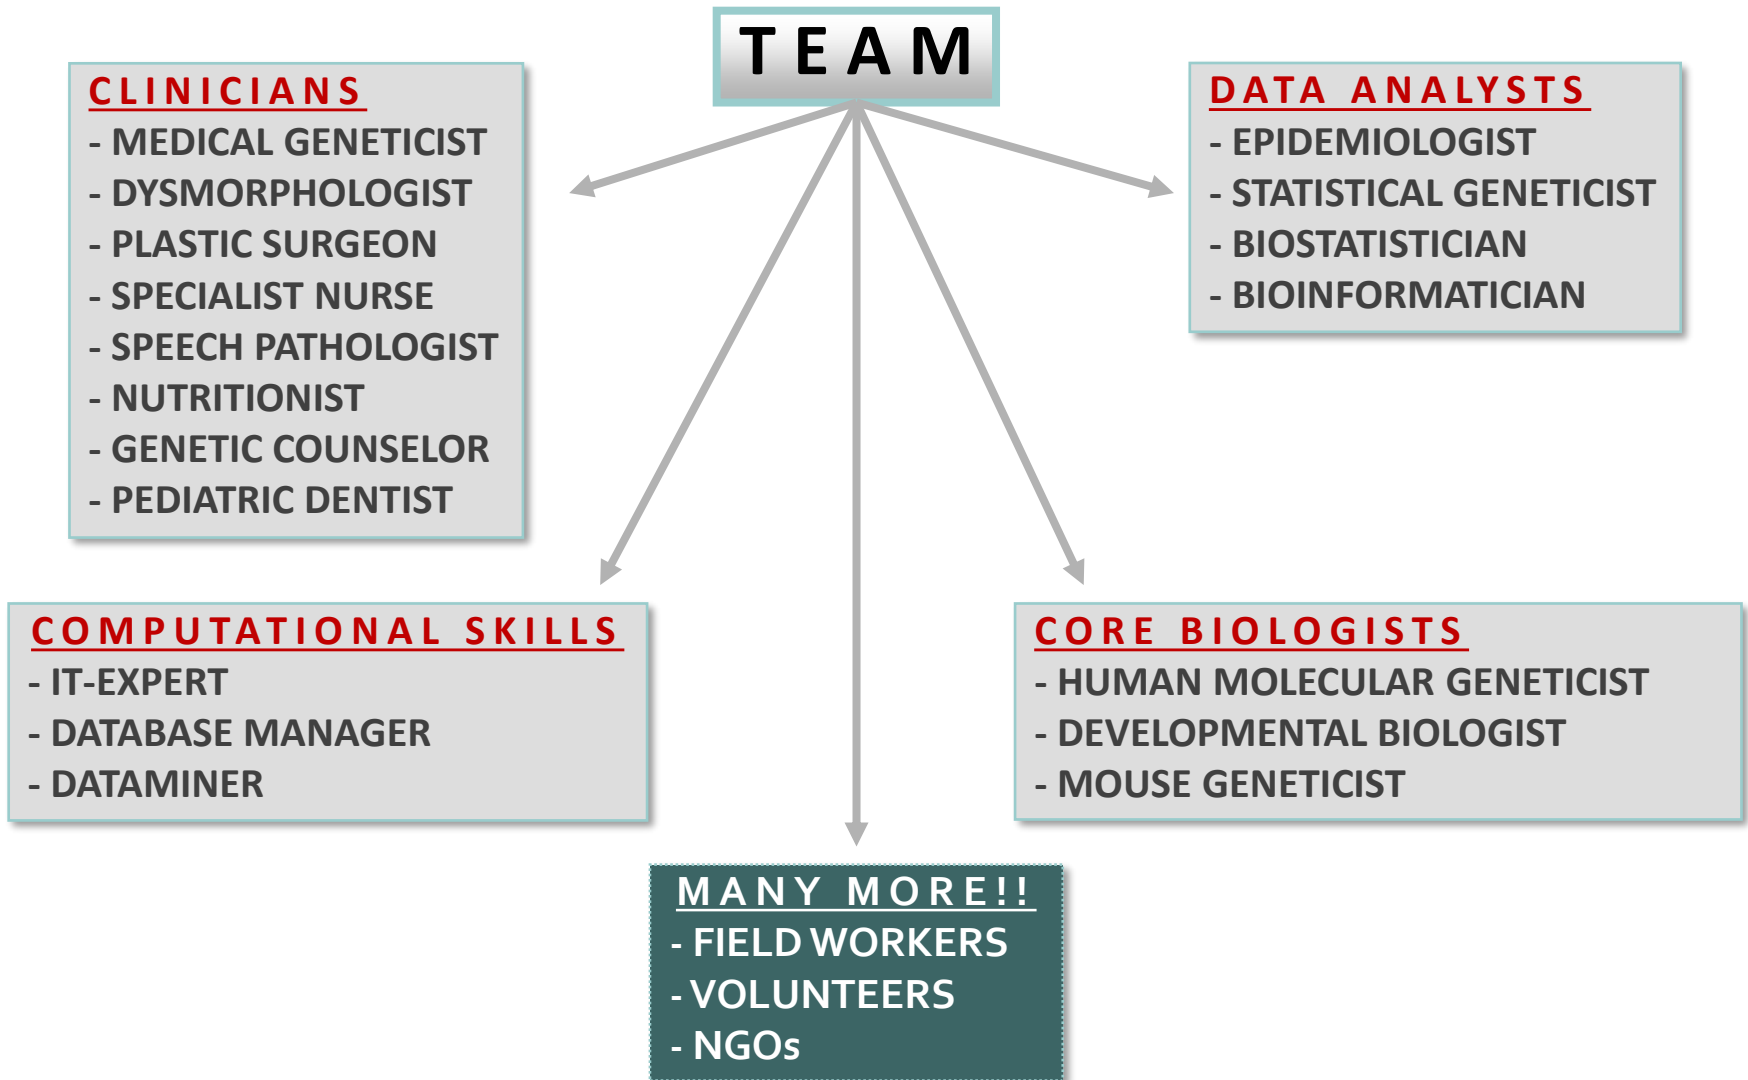 TEAM
CLINICIANS
- MEDICAL GENETICIST
- DYSMORPHOLOGIST
- PLASTIC SURGEON
- SPECIALIST NURSE
- SPEECH PATHOLOGIST
- NUTRITIONIST
- GENETIC COUNSELOR
- PEDIATRIC DENTIST
DATA ANALYSTS
- EPIDEMIOLOGIST
- STATISTICAL GENETICIST
- BIOSTATISTICIAN
- BIOINFORMATICIAN
COMPUTATIONAL SKILLS
- IT-EXPERT
- DATABASE MANAGER
- DATAMINER
CORE BIOLOGISTS
- HUMAN MOLECULAR GENETICIST
- DEVELOPMENTAL BIOLOGIST
- MOUSE GENETICIST
MANY MORE!!
- FIELD WORKERS
- VOLUNTEERS
- NGOs